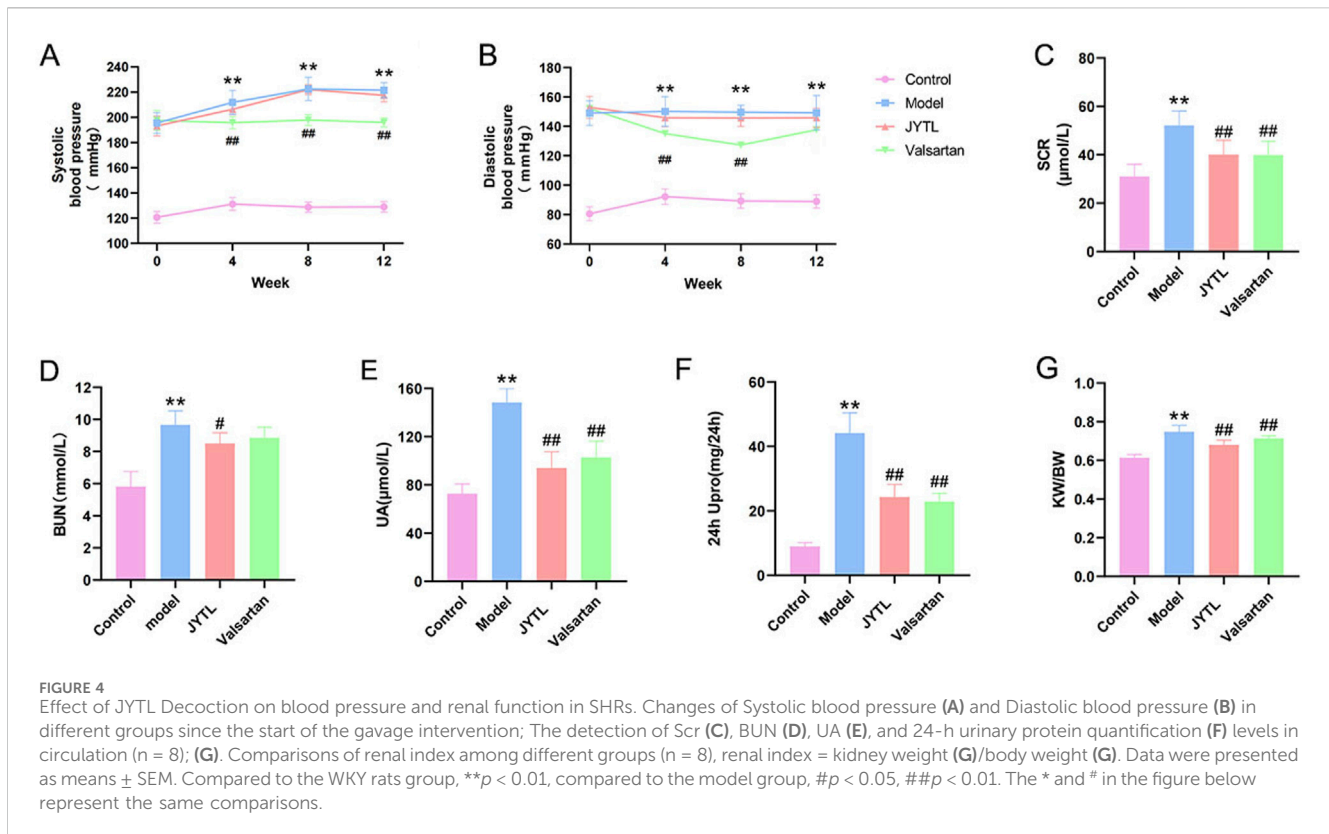 A
Systolic
blood pressure
( mmHg)
240
220
200
180
160
140
120
100
** ** **
## ## ##
0 4 8 12
Week
B
Diastolic
blood pressure
( mmHg)
180
160
140
120
100
80
60
** ** **
## ##
0 4 8 12
Week
Control
Model
JYTL
Valsartan
C
SCR
(μmol/L)
80
60
40
20
0
** ## ##
Control Model JYTL Valsartan
D
BUN(mmol/L)
12
10
8
6
4
2
0
** #
Control model JYTL Valsartan
E
UA(μmol/L)
160
120
80
40
0
** ## ##
Control Model JYTL Valsartan
F
24h Upro(mg/24h)
60
40
20
0
** ## ##
Control Model JYTL Valsartan
G
KW/BW
1.0
0.8
0.6
0.4
0.2
0.0
** ## ##
Control Model JYTL Valsartan
FIGURE 4
Effect of JYTL Decoction on blood pressure and renal function in SHRs. Changes of Systolic blood pressure (A) and Diastolic blood pressure (B) in
different groups since the start of the gavage intervention; The detection of Scr (C), BUN (D), UA (E), and 24-h urinary protein quantification (F) levels in
circulation (n = 8); (G). Comparisons of renal index among different groups (n = 8), renal index = kidney weight (G)/body weight (G). Data were presented
as means ± SEM. Compared to the WKY rats group, **p < 0.01, compared to the model group, #p < 0.05, ##p < 0.01. The * and # in the figure below
represent the same comparisons.